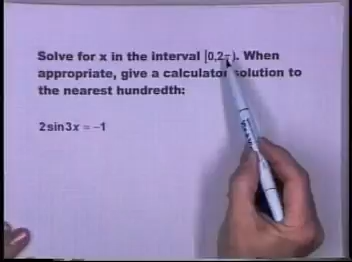 Solve for x in the interval [0,2π). When
appropriate, give a calculator solution to
the nearest hundredth:
2sin3x = -1